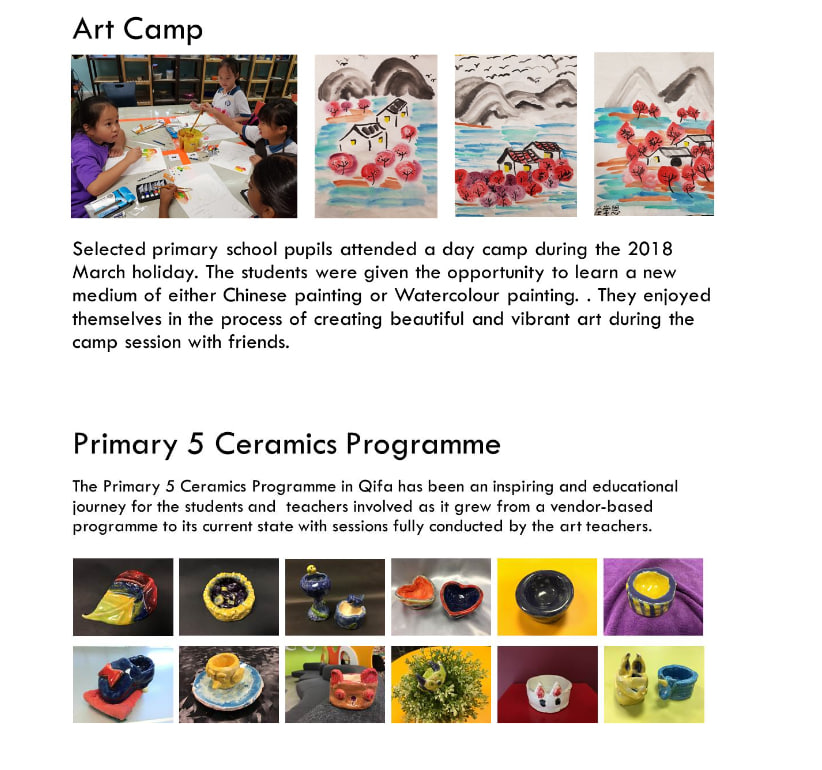 Art Camp
Selected primary school pupils attended a day camp during the 2018
March holiday. The students were given the opportunity to learn a new
medium of either Chinese painting or Watercolour painting. . They enjoyed
themselves in the process of creating beautiful and vibrant art during the
camp session with friends.
Primary 5 Ceramics Programme
The Primary 5 Ceramics Programme in Qifa has been an inspiring and educational
journey for the students and  teachers involved as it grew from a vendor-based
programme to its current state with sessions fully conducted by the art teachers.